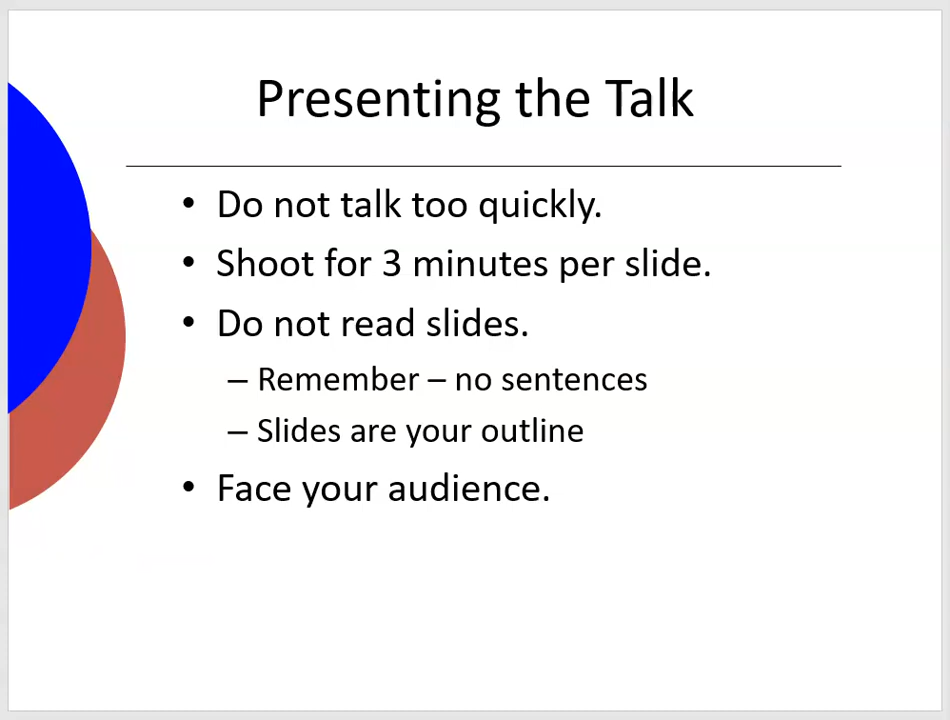 Presenting the Talk
• Do not talk too quickly.
• Shoot for 3 minutes per slide.
• Do not read slides.
– Remember – no sentences
– Slides are your outline
• Face your audience.